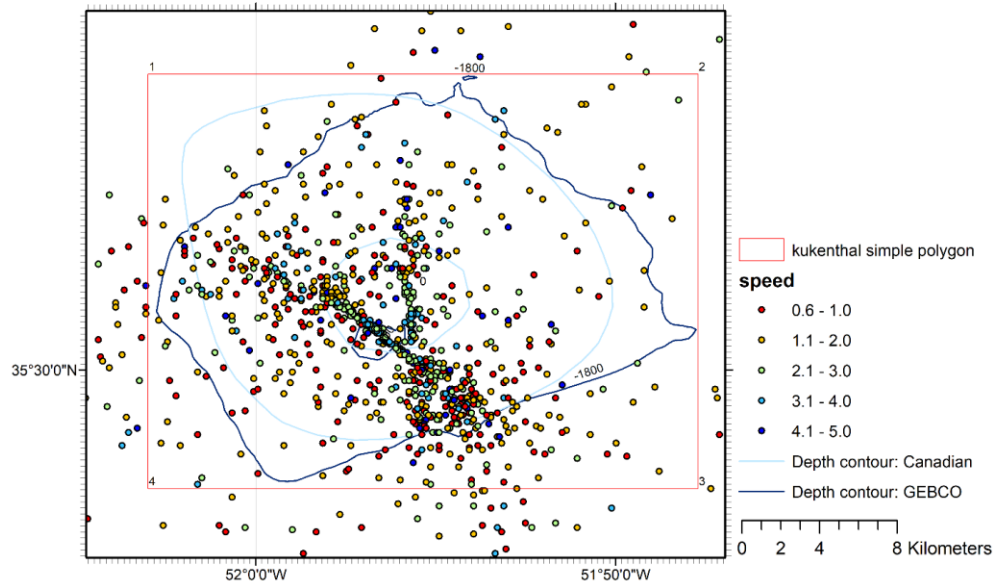 1
-1800
2
0
35°30'0"N
-1800
4
3
52°0'0"W
51°50'0"W
kukenthal simple polygon
speed
0.6 - 1.0
1.1 - 2.0
2.1 - 3.0
3.1 - 4.0
4.1 - 5.0
Depth contour: Canadian
Depth contour: GEBCO
0 2 4 8 Kilometers